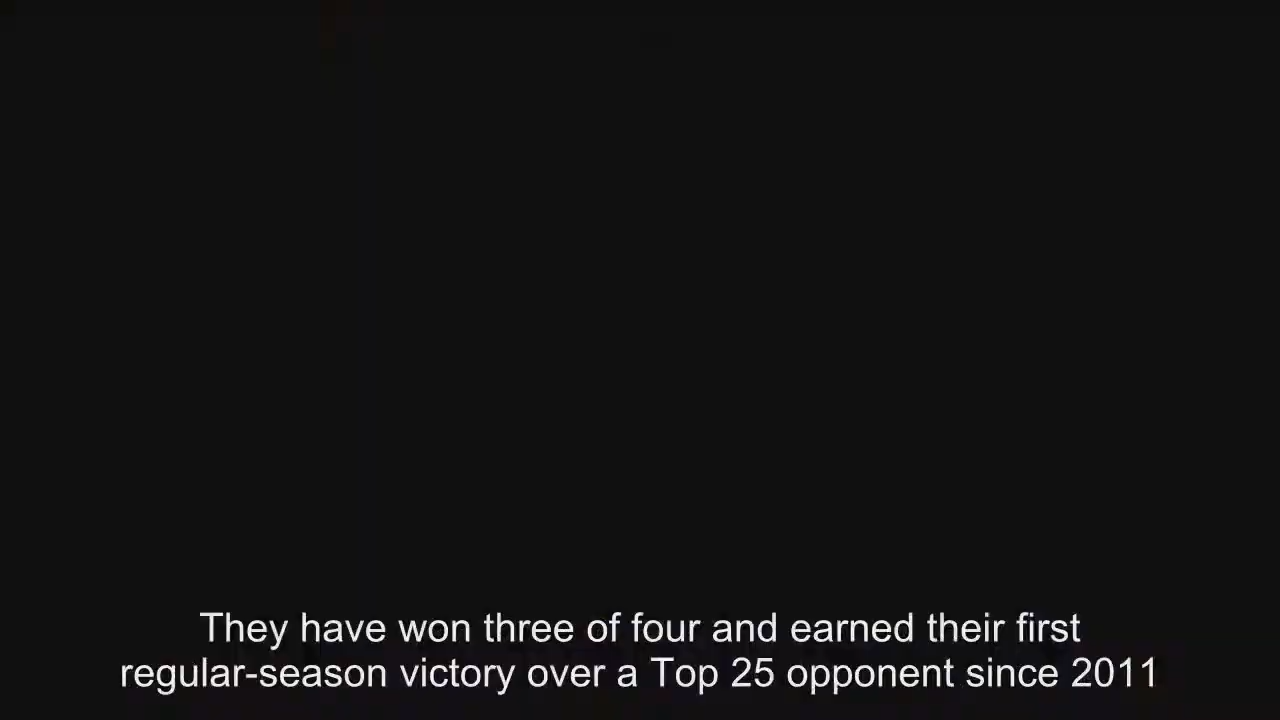 They have won three of four and earned their first
regular-season victory over a Top 25 opponent since 2011